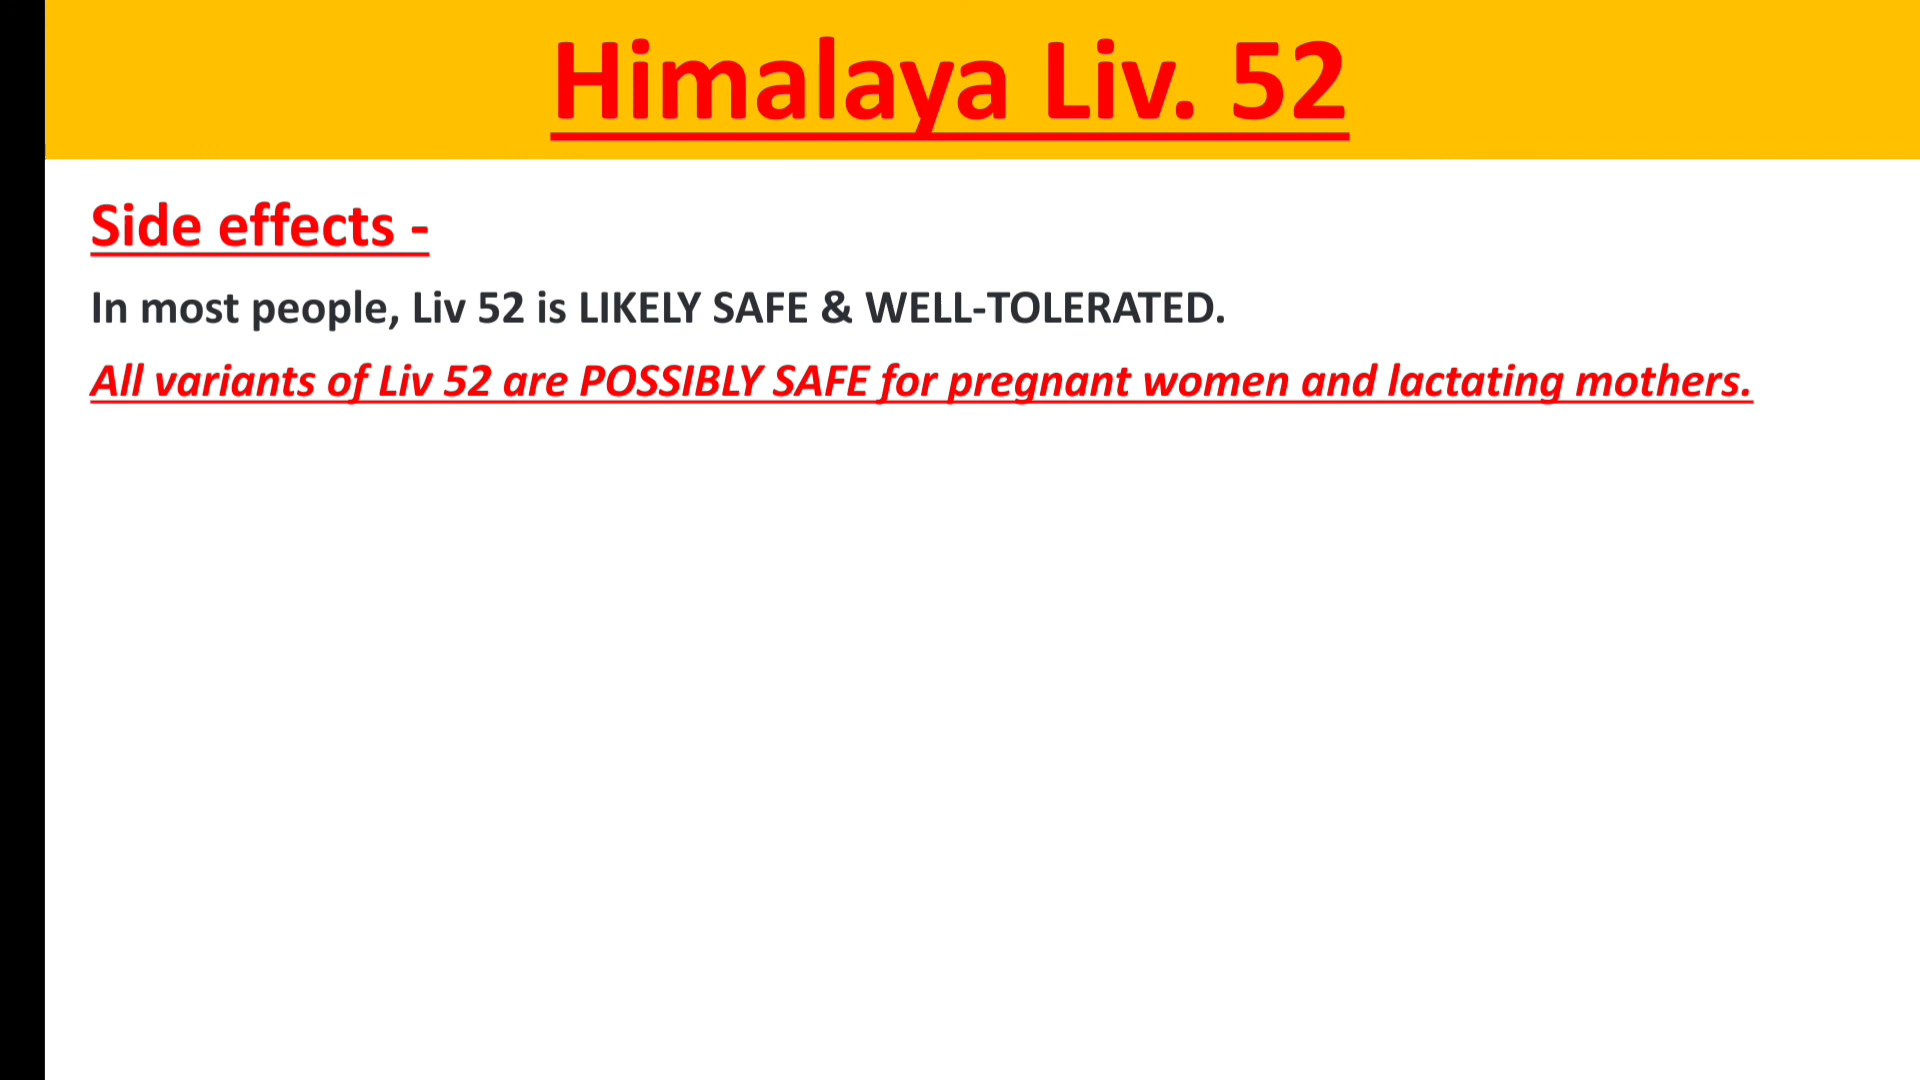 Himalaya Liv. 52
Side effects -
In most people, Liv 52 is LIKELY SAFE & WELL-TOLERATED.
All variants of Liv 52 are POSSIBLY SAFE for pregnant women and lactating mothers.